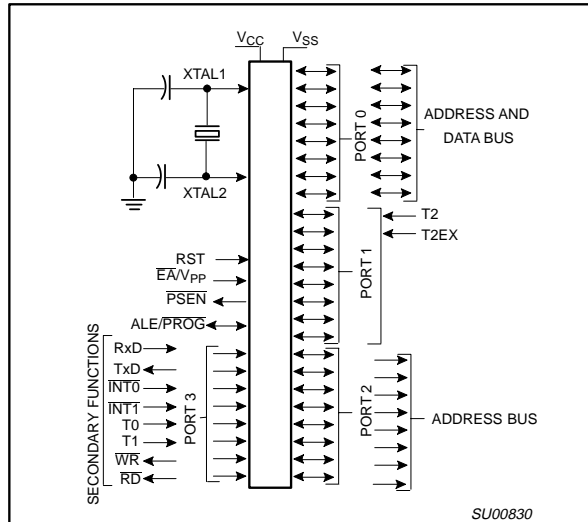 VCC VSS
XTAL1
XTAL2
PORT 0
ADDRESS AND
DATA BUS
T2
T2EX
PORT 1
RST
EA/VPP
PSEN
ALE/PROG
SECONDARY FUNCTIONS
RxD
TxD
INT0
INT1
T0
T1
WR
RD
PORT 3
PORT 2
ADDRESS BUS
SU00830